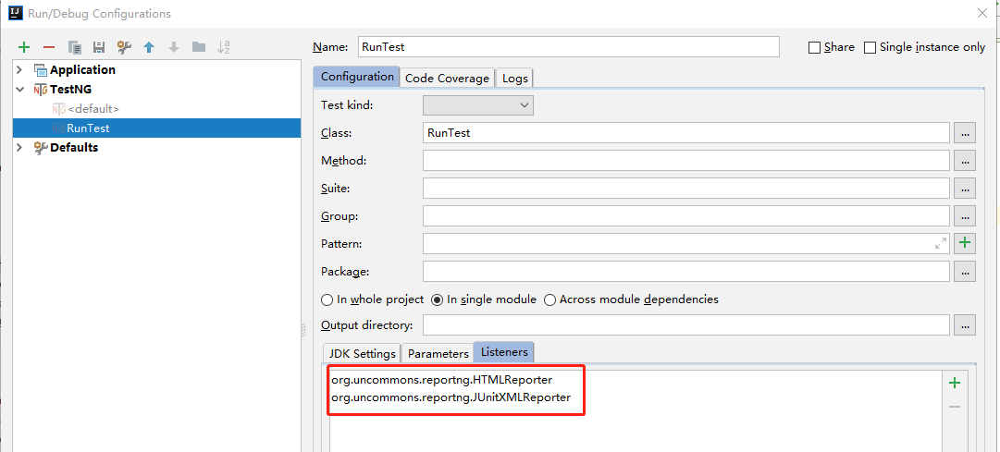 Run/Debug Configurations
Name: RunTest Share Single instance only
Application
TestNG
<default>
RunTest
Defaults
Configuration Code Coverage Logs
Test kind:
Class: RunTest ...
Method: ...
Suite: ...
Group: ...
Pattern:
Package: ...
In whole project In single module Across module dependencies
Output directory: ...
JDK Settings Parameters Listeners
org.uncommons.reportng.HTMLReporter
org.uncommons.reportng.JUnitXMLReporter